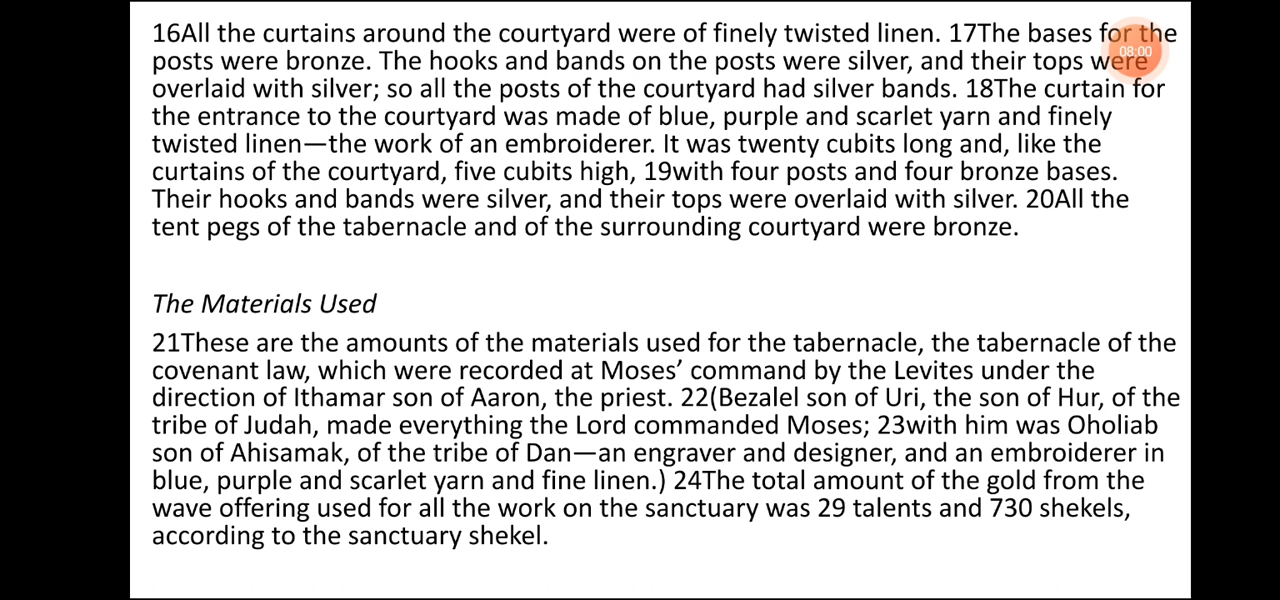 16All the curtains around the courtyard were of finely twisted linen. 17The bases for the
posts were bronze. The hooks and bands on the posts were silver, and their tops were
overlaid with silver; so all the posts of the courtyard had silver bands. 18The curtain for
the entrance to the courtyard was made of blue, purple and scarlet yarn and finely
twisted linen—the work of an embroiderer. It was twenty cubits long and, like the
curtains of the courtyard, five cubits high, 19with four posts and four bronze bases.
Their hooks and bands were silver, and their tops were overlaid with silver. 20All the
tent pegs of the tabernacle and of the surrounding courtyard were bronze.
08:00
The Materials Used
21These are the amounts of the materials used for the tabernacle, the tabernacle of the
covenant law, which were recorded at Moses’ command by the Levites under the
direction of Ithamar son of Aaron, the priest. 22(Bezalel son of Uri, the son of Hur, of the
tribe of Judah, made everything the Lord commanded Moses; 23with him was Oholiab
son of Ahisamak, of the tribe of Dan—an engraver and designer, and an embroiderer in
blue, purple and scarlet yarn and fine linen.) 24The total amount of the gold from the
wave offering used for all the work on the sanctuary was 29 talents and 730 shekels,
according to the sanctuary shekel.